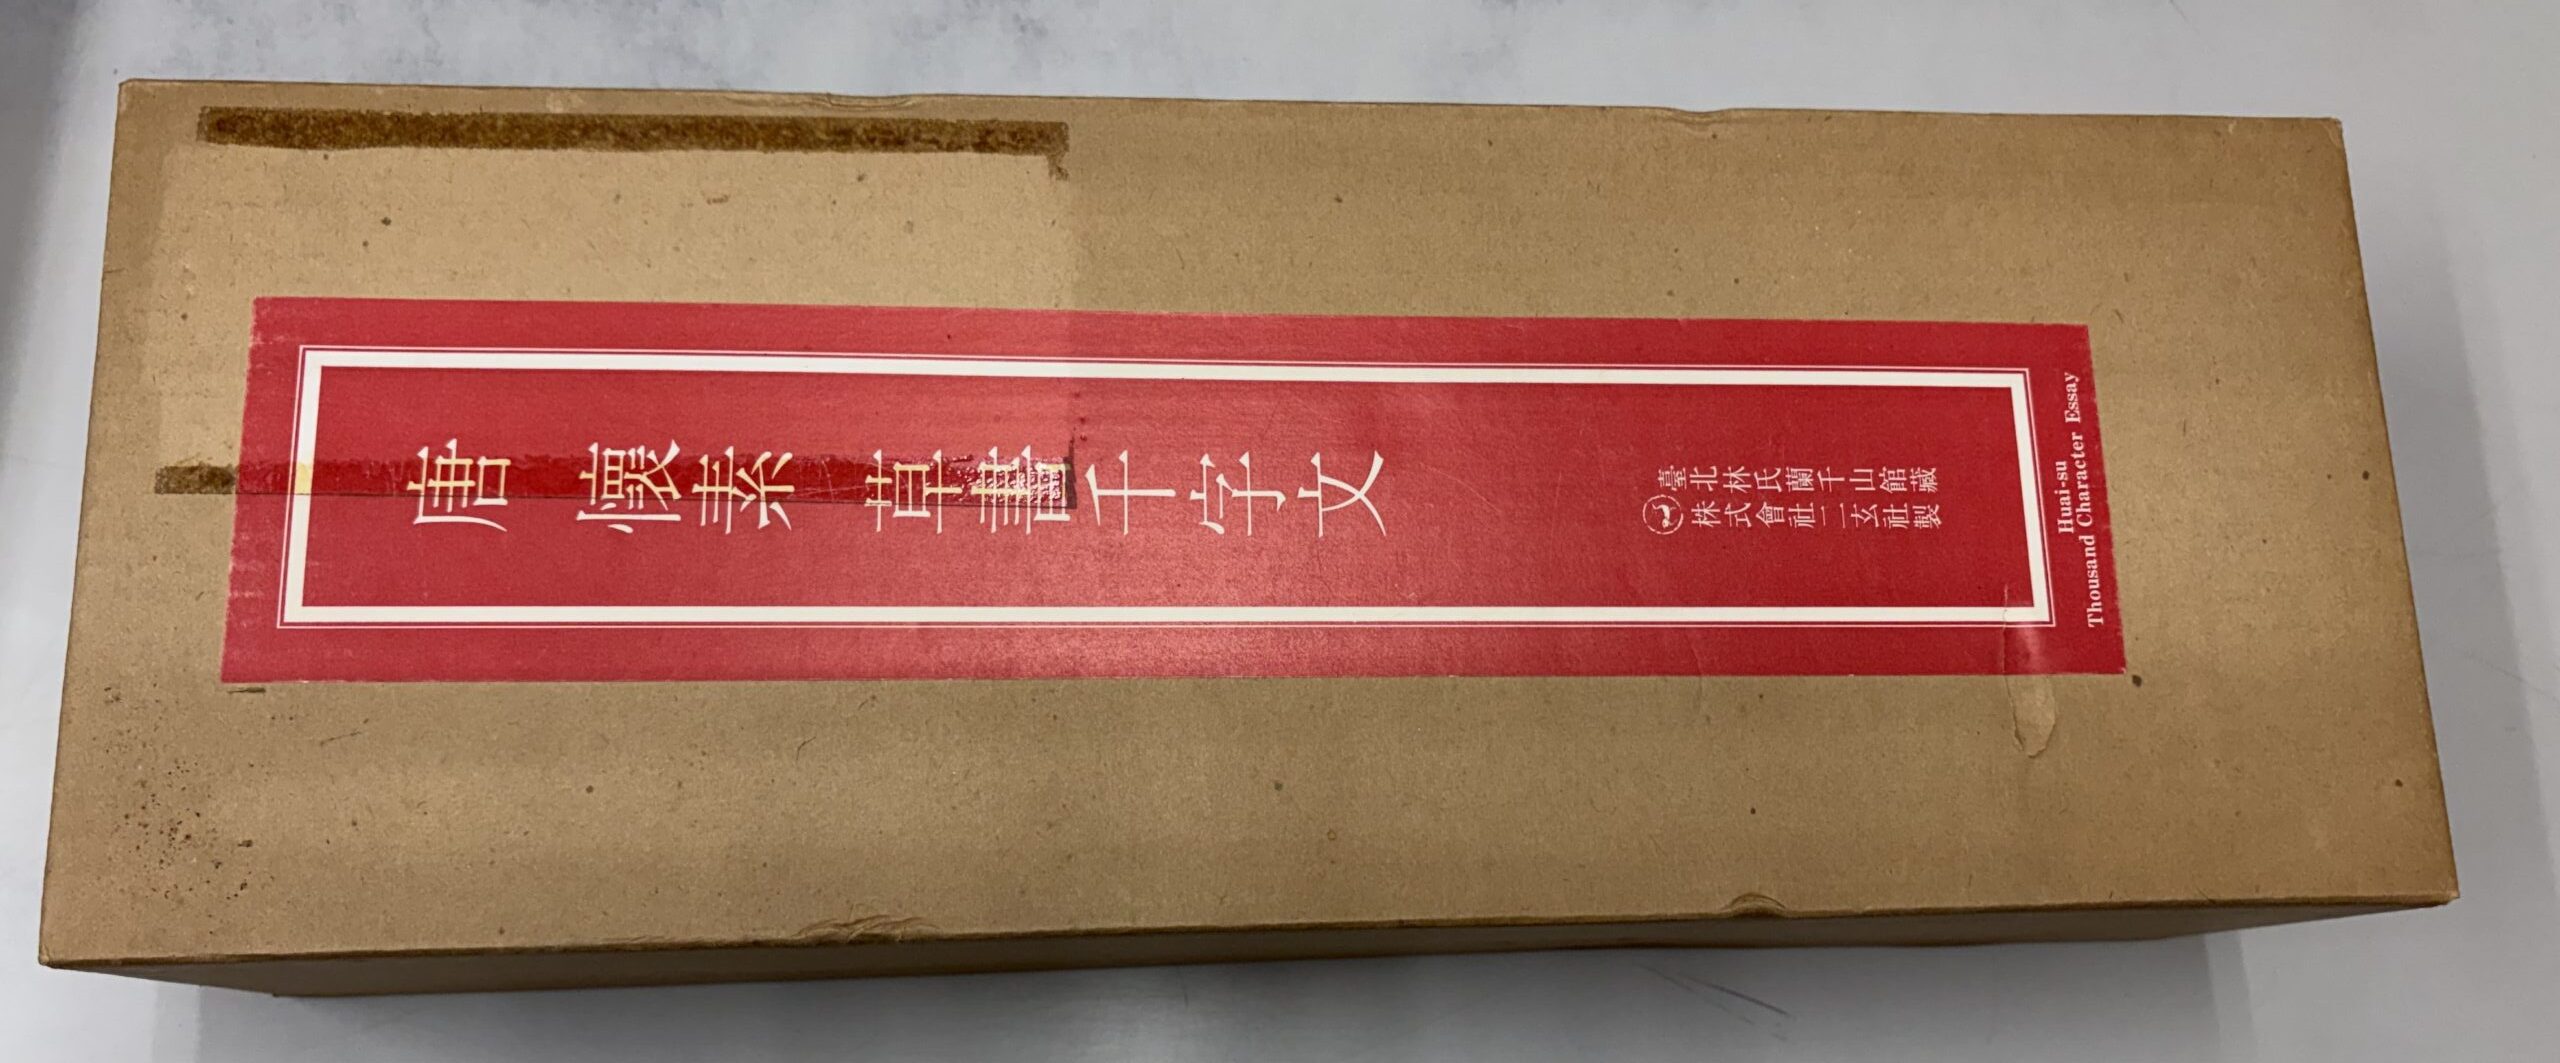 唐 懷素 草書千字文
臺北林氏蘭千山館藏
株式會社二玄社製
Huai-su
Thousand Character Essay